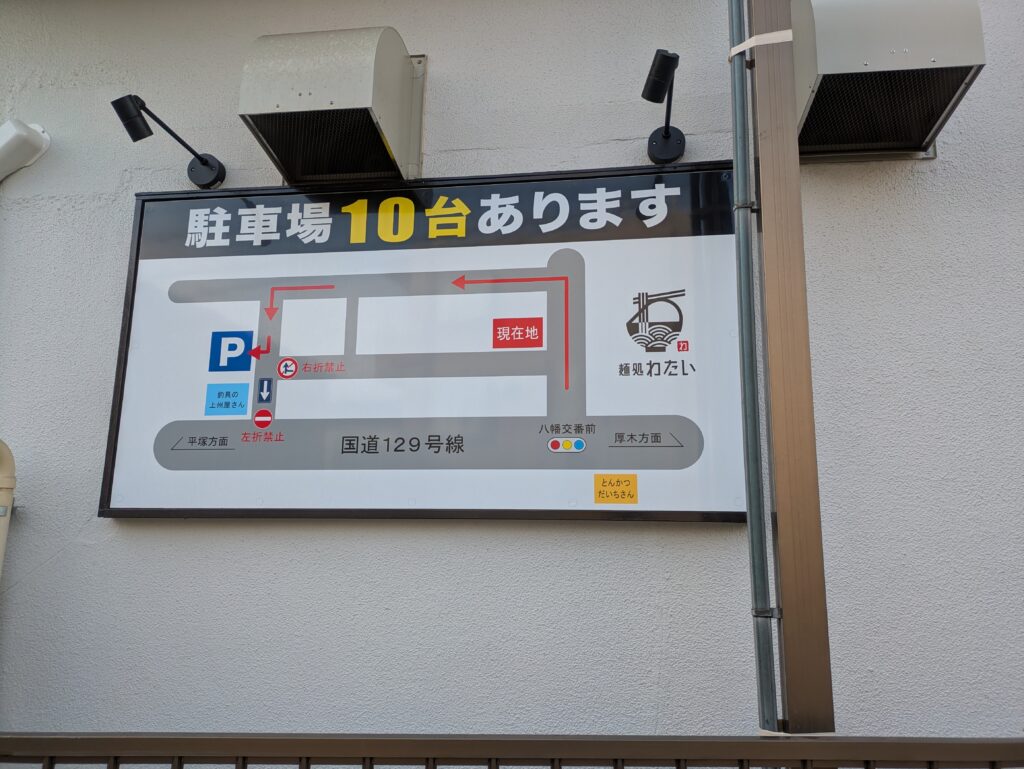 駐車場10台あります
現在地
わ
麺処 わたい
P
右折禁止
釣具の
上州屋さん
左折禁止
平塚方面
国道129号線
八幡交番前
厚木方面
とんかつ
だいちさん